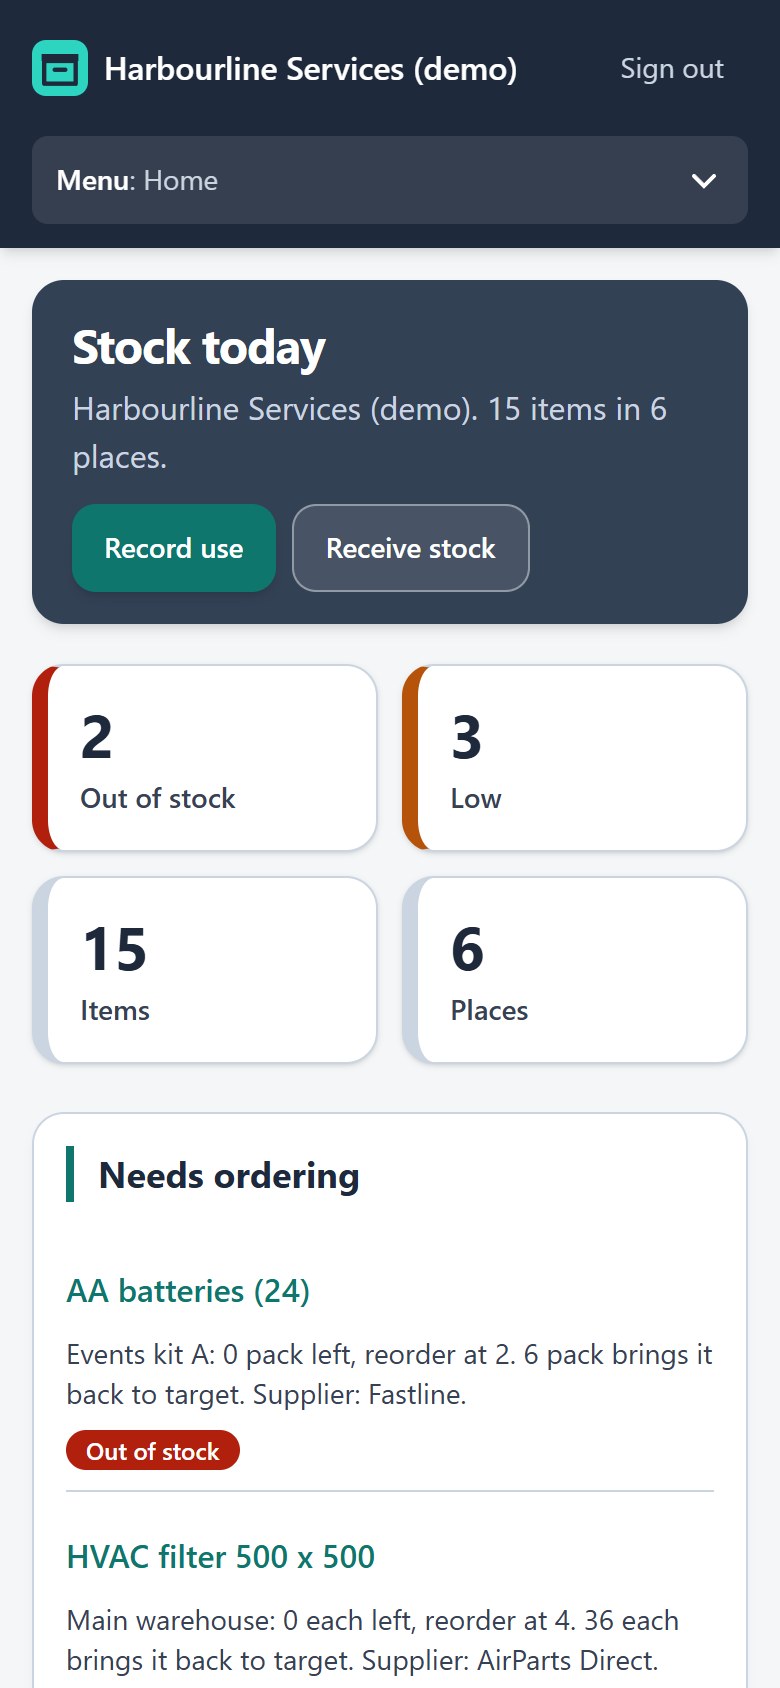 Harbourline Services (demo)
Sign out
Menu: Home
Stock today
Harbourline Services (demo). 15 items in 6
places.
Record use
Receive stock
2
Out of stock
3
Low
15
Items
6
Places
Needs ordering
AA batteries (24)
Events kit A: 0 pack left, reorder at 2. 6 pack brings it
back to target. Supplier: Fastline.
Out of stock
HVAC filter 500 x 500
Main warehouse: 0 each left, reorder at 4. 36 each
brings it back to target. Supplier: AirParts Direct.